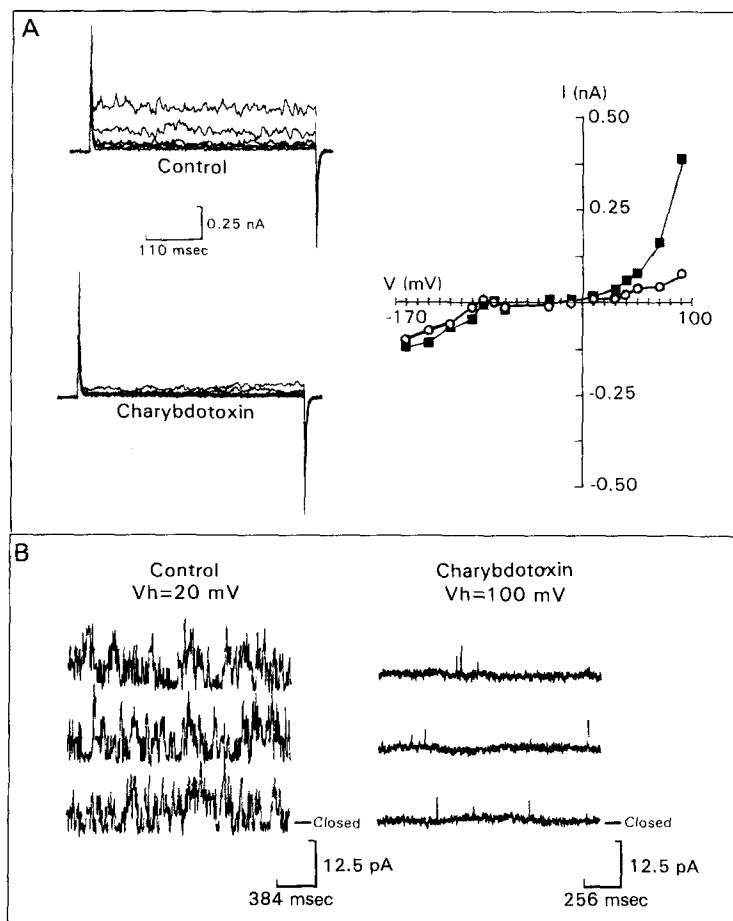 A
Control
0.25 nA
110 msec
Charybdotoxin
I (nA)
0.50
0.25
V (mV)
-170
100
-0.25
-0.50
B
Control
Vh=20 mV
Charybdotoxin
Vh=100 mV
Closed
Closed
12.5 pA
12.5 pA
384 msec
256 msec